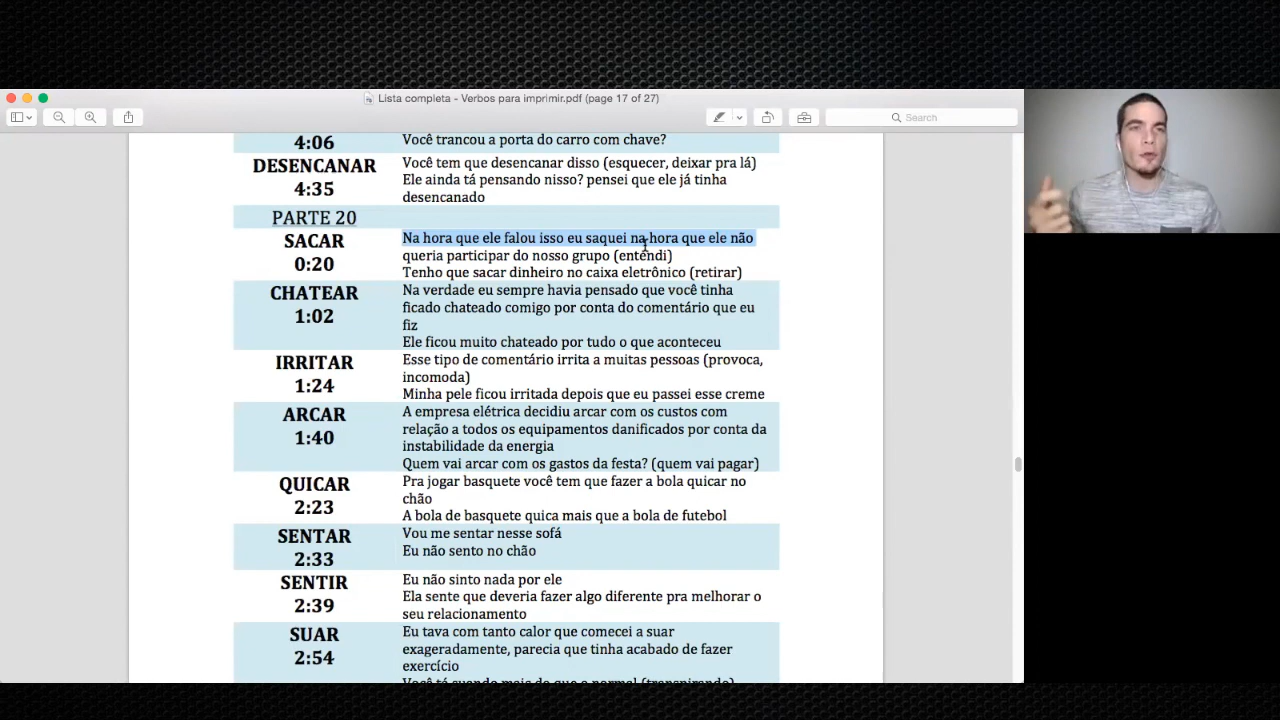 Lista completa - Verbos para imprimir.pdf (page 17 of 27)
Search
4:06
Você trancou a porta do carro com chave?
DESENCANAR
4:35
Você tem que desencanar disso (esquecer, deixar pra lá)
Ele ainda tá pensando nisso? pensei que ele já tinha
desencanado
PARTE 20
SACAR
0:20
Na hora que ele falou isso eu saquei na hora que ele não
queria participar do nosso grupo (entendi)
Tenho que sacar dinheiro no caixa eletrônico (retirar)
CHATEAR
1:02
Na verdade eu sempre havia pensado que você tinha
ficado chateado comigo por conta do comentário que eu
fiz
Ele ficou muito chateado por tudo o que aconteceu
IRRITAR
1:24
Esse tipo de comentário irrita a muitas pessoas (provoca,
incomoda)
Minha pele ficou irritada depois que eu passei esse creme
ARCAR
1:40
A empresa elétrica decidiu arcar com os custos com
relação a todos os equipamentos danificados por conta da
instabilidade da energia
Quem vai arcar com os gastos da festa? (quem vai pagar)
QUICAR
2:23
Pra jogar basquete você tem que fazer a bola quicar no
chão
A bola de basquete quica mais que a bola de futebol
SENTAR
2:33
Vou me sentar nesse sofá
Eu não sento no chão
SENTIR
2:39
Eu não sinto nada por ele
Ela sente que deveria fazer algo diferente pra melhorar o
seu relacionamento
SUAR
2:54
Eu tava com tanto calor que comecei a suar
exageradamente, parecia que tinha acabado de fazer
exercício
Você tá suando mais do que o normal (transpirando)